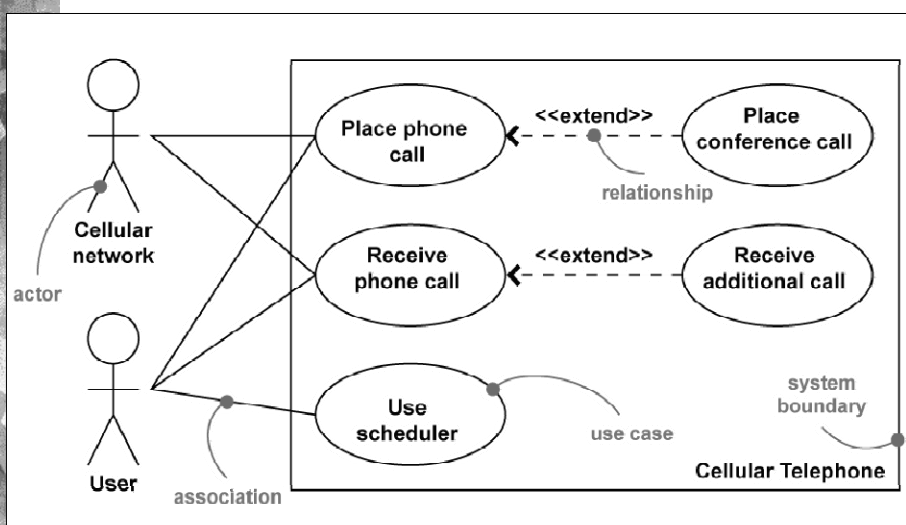 <<extend>>
Place phone
call
Place
conference call
relationship
Cellular
network
actor
<<extend>>
Receive
phone call
Receive
additional call
Use
scheduler
use case
system
boundary
Cellular Telephone
User
association